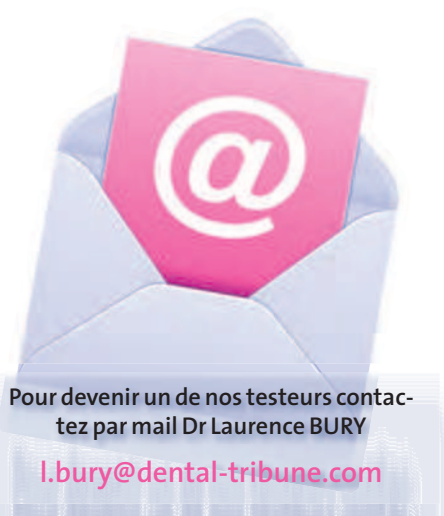 @
Pour devenir un de nos testeurs contac-
tez par mail Dr Laurence BURY
l.bury@dental-tribune.com